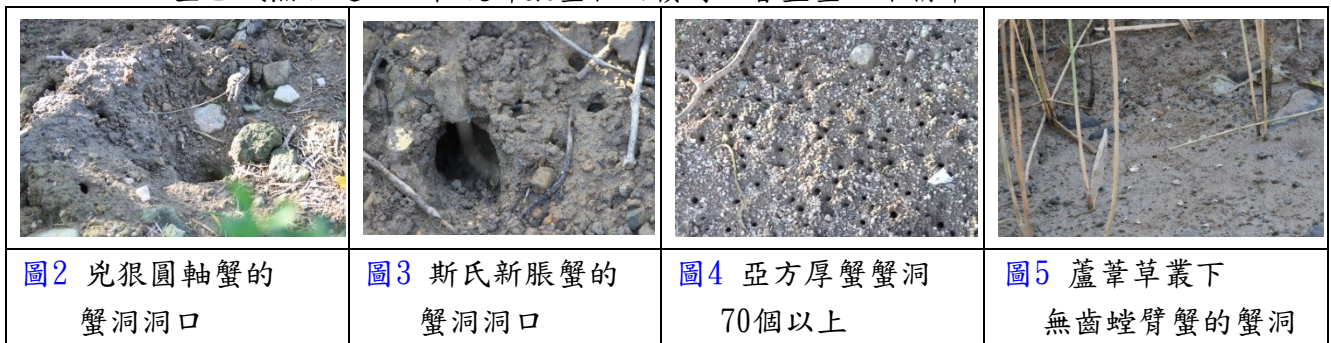 圖2 兇狠圓軸蟹的
蟹洞洞口
圖3 斯氏新脹蟹的
蟹洞洞口
圖4 亞方厚蟹蟹洞
70個以上
圖5 蘆葦草叢下
無齒螳臂蟹的蟹洞